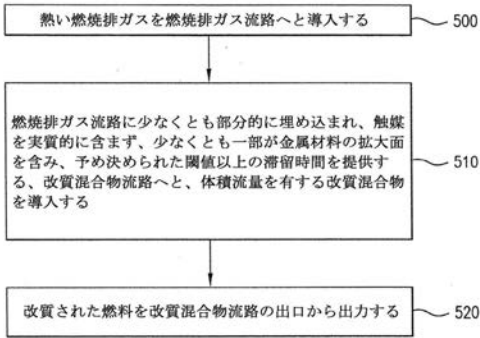 熱い燃焼排ガスを燃焼排ガス流路へと導入する
500
燃焼排ガス流路に少なくとも部分的に埋め込まれ、触媒
を実質的に含まず、少なくとも一部が金属材料の拡大面
を含み、予め決められた閾値以上の滞留時間を提供す
る、改質混合物流路へと、体積流量を有する改質混合物
を導入する
510
改質された燃料を改質混合物流路の出口から出力する
520